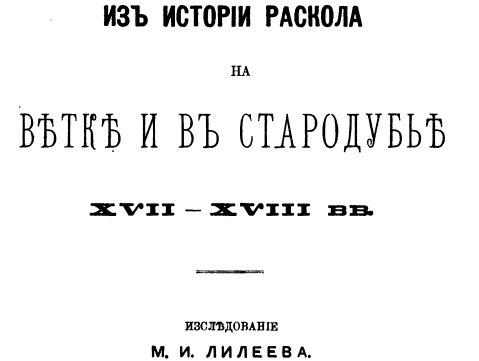 ИЗЪ ИСТОРІИ РАСКОЛА
НА
ВѢТКѢ И ВЪ СТАРОДУБЬѢ
XVII – XVIII ВВ.
ИЗСЛѢДОВАНІЕ
М. И. ЛИЛЕЕВА.